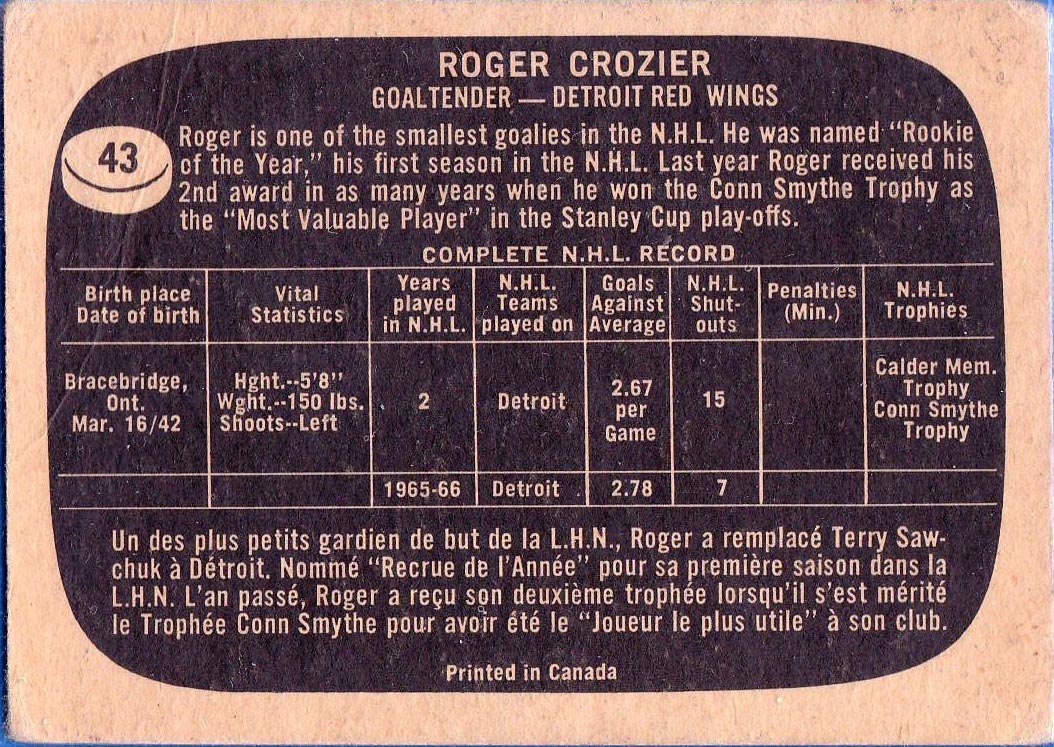 ROGER CROZIER
GOALTENDER — DETROIT RED WINGS
43
Roger is one of the smallest goalies in the N.H.L. He was named “Rookie
of the Year,” his first season in the N.H.L. Last year Roger received his
2nd award in as many years when he won the Conn Smythe Trophy as
the “Most Valuable Player” in the Stanley Cup play-offs.
COMPLETE N.H.L. RECORD
Birth place
Date of birth
Vital
Statistics
Years
played
in N.H.L.
N.H.L.
Teams
played on
Goals
Against
Average
N.H.L.
Shut-
outs
Penalties
(Min.)
N.H.L.
Trophies
Bracebridge,
Ont.
Mar. 16/42
Hght.--5'8''
Wght.--150 lbs.
Shoots--Left
2
Detroit
2.67
per
Game
15
Calder Mem.
Trophy
Conn Smythe
Trophy
1965-66
Detroit
2.78
7
Un des plus petits gardien de but de la L.H.N., Roger a remplacé Terry Saw-
chuk à Détroit. Nommé “Recrue de l'Année” pour sa première saison dans la
L.H.N. L'an passé, Roger a reçu son deuxième trophée lorsqu'il s'est mérité
le Trophée Conn Smythe pour avoir été le “Joueur le plus utile” à son club.
Printed in Canada